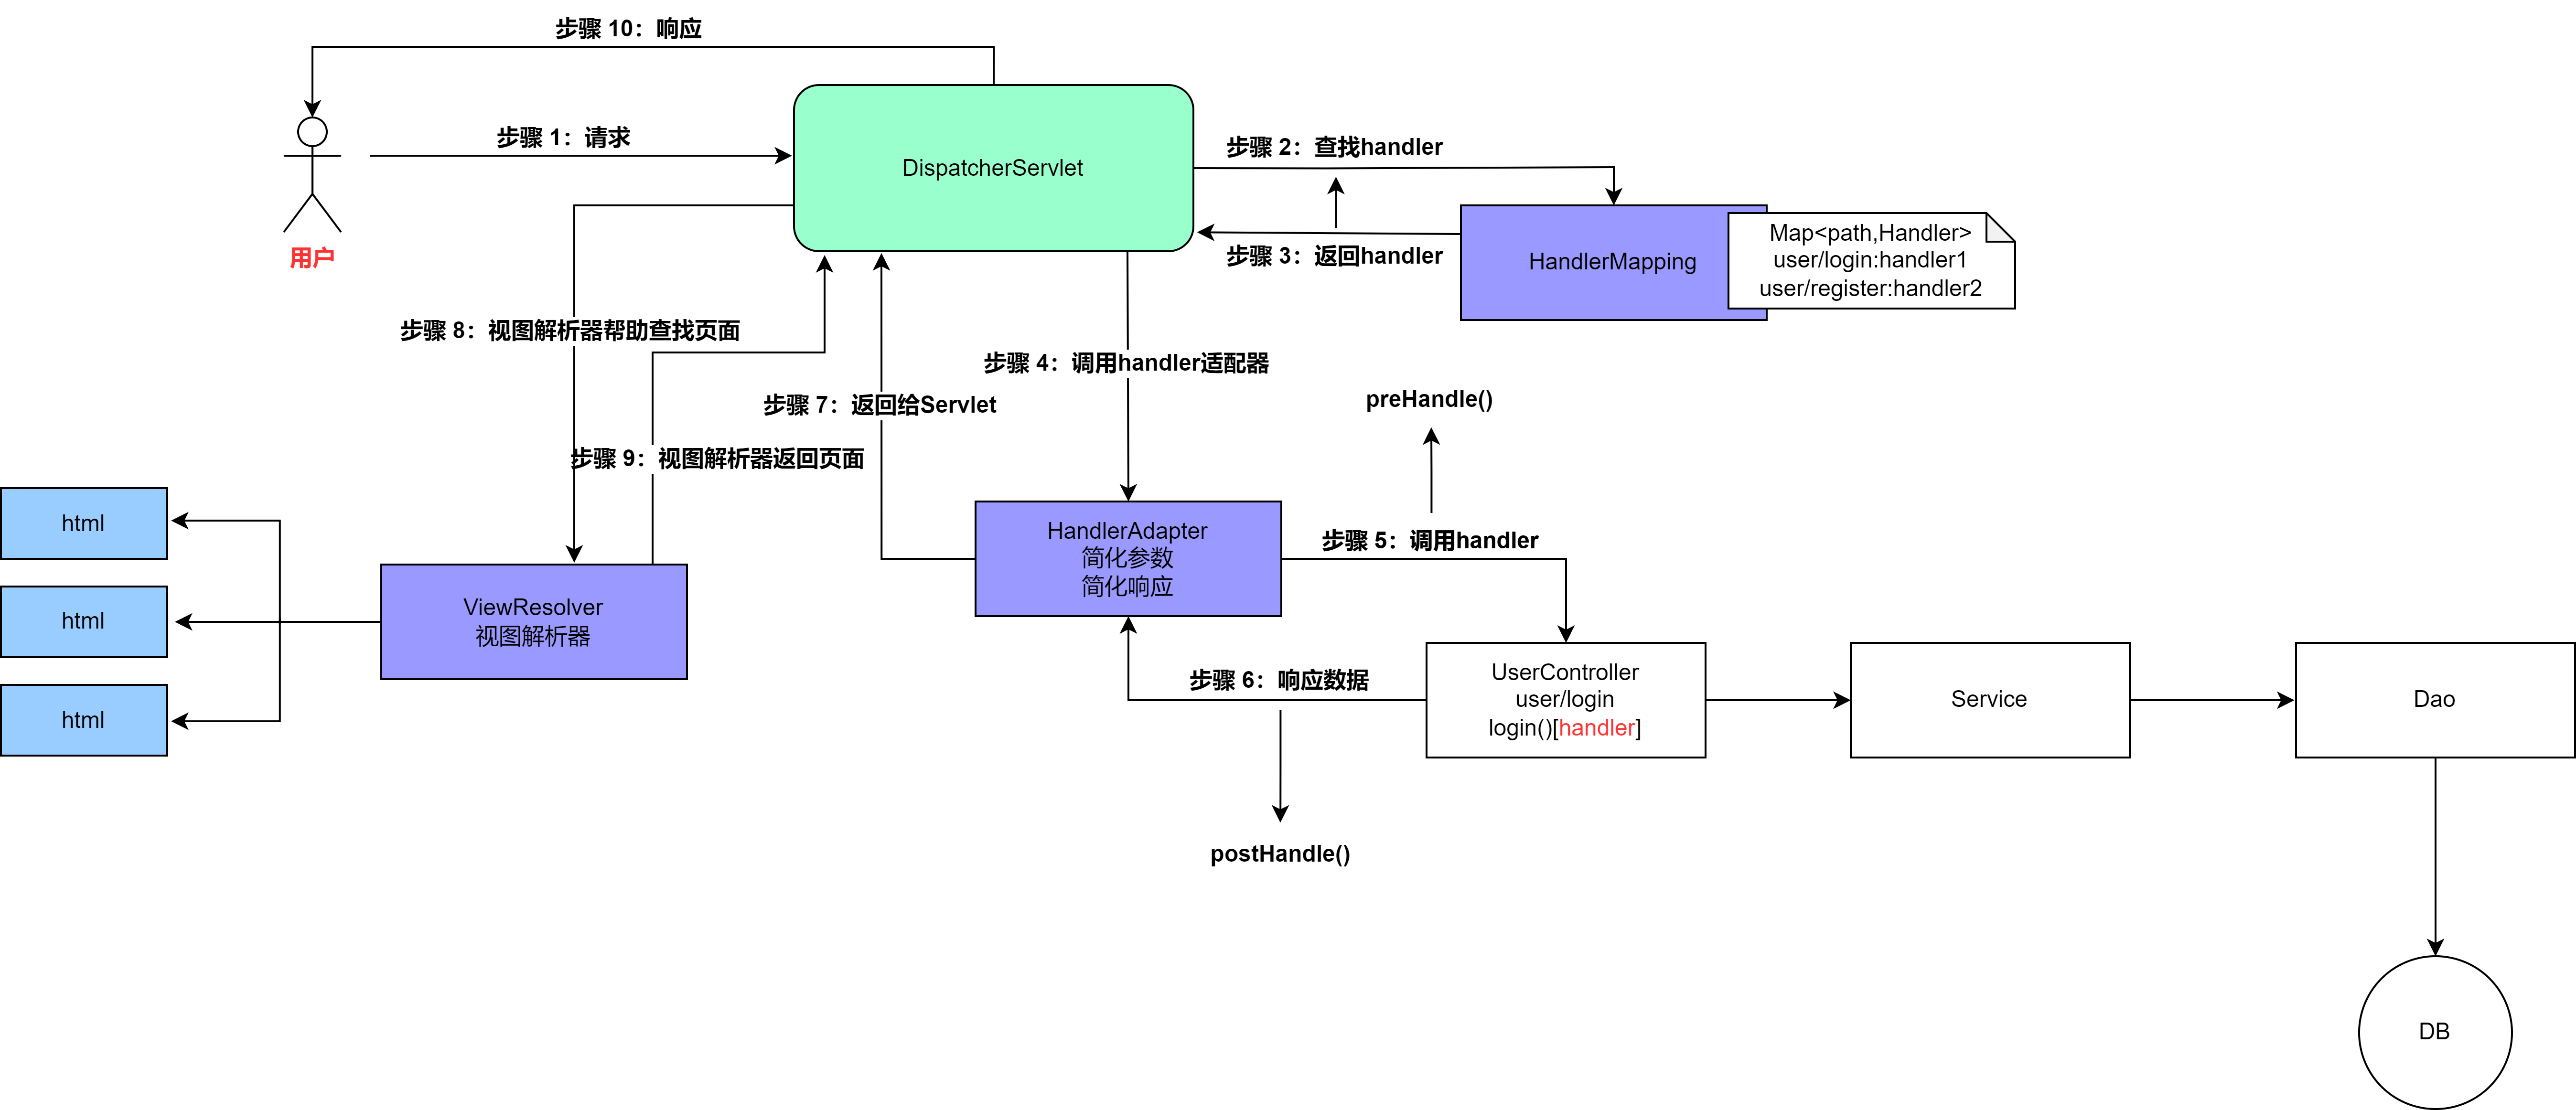 步骤 10：响应
步骤 1：请求
用户
DispatcherServlet
步骤 2：查找handler
步骤 3：返回handler
HandlerMapping
Map<path,Handler>
user/login:handler1
user/register:handler2
步骤 8：视图解析器帮助查找页面
步骤 4：调用handler适配器
步骤 7：返回给Servlet
preHandle()
步骤 9：视图解析器返回页面
html
html
html
ViewResolver
视图解析器
HandlerAdapter
简化参数
简化响应
步骤 5：调用handler
步骤 6：响应数据
UserController
user/login
login()[handler]
Service
Dao
postHandle()
DB